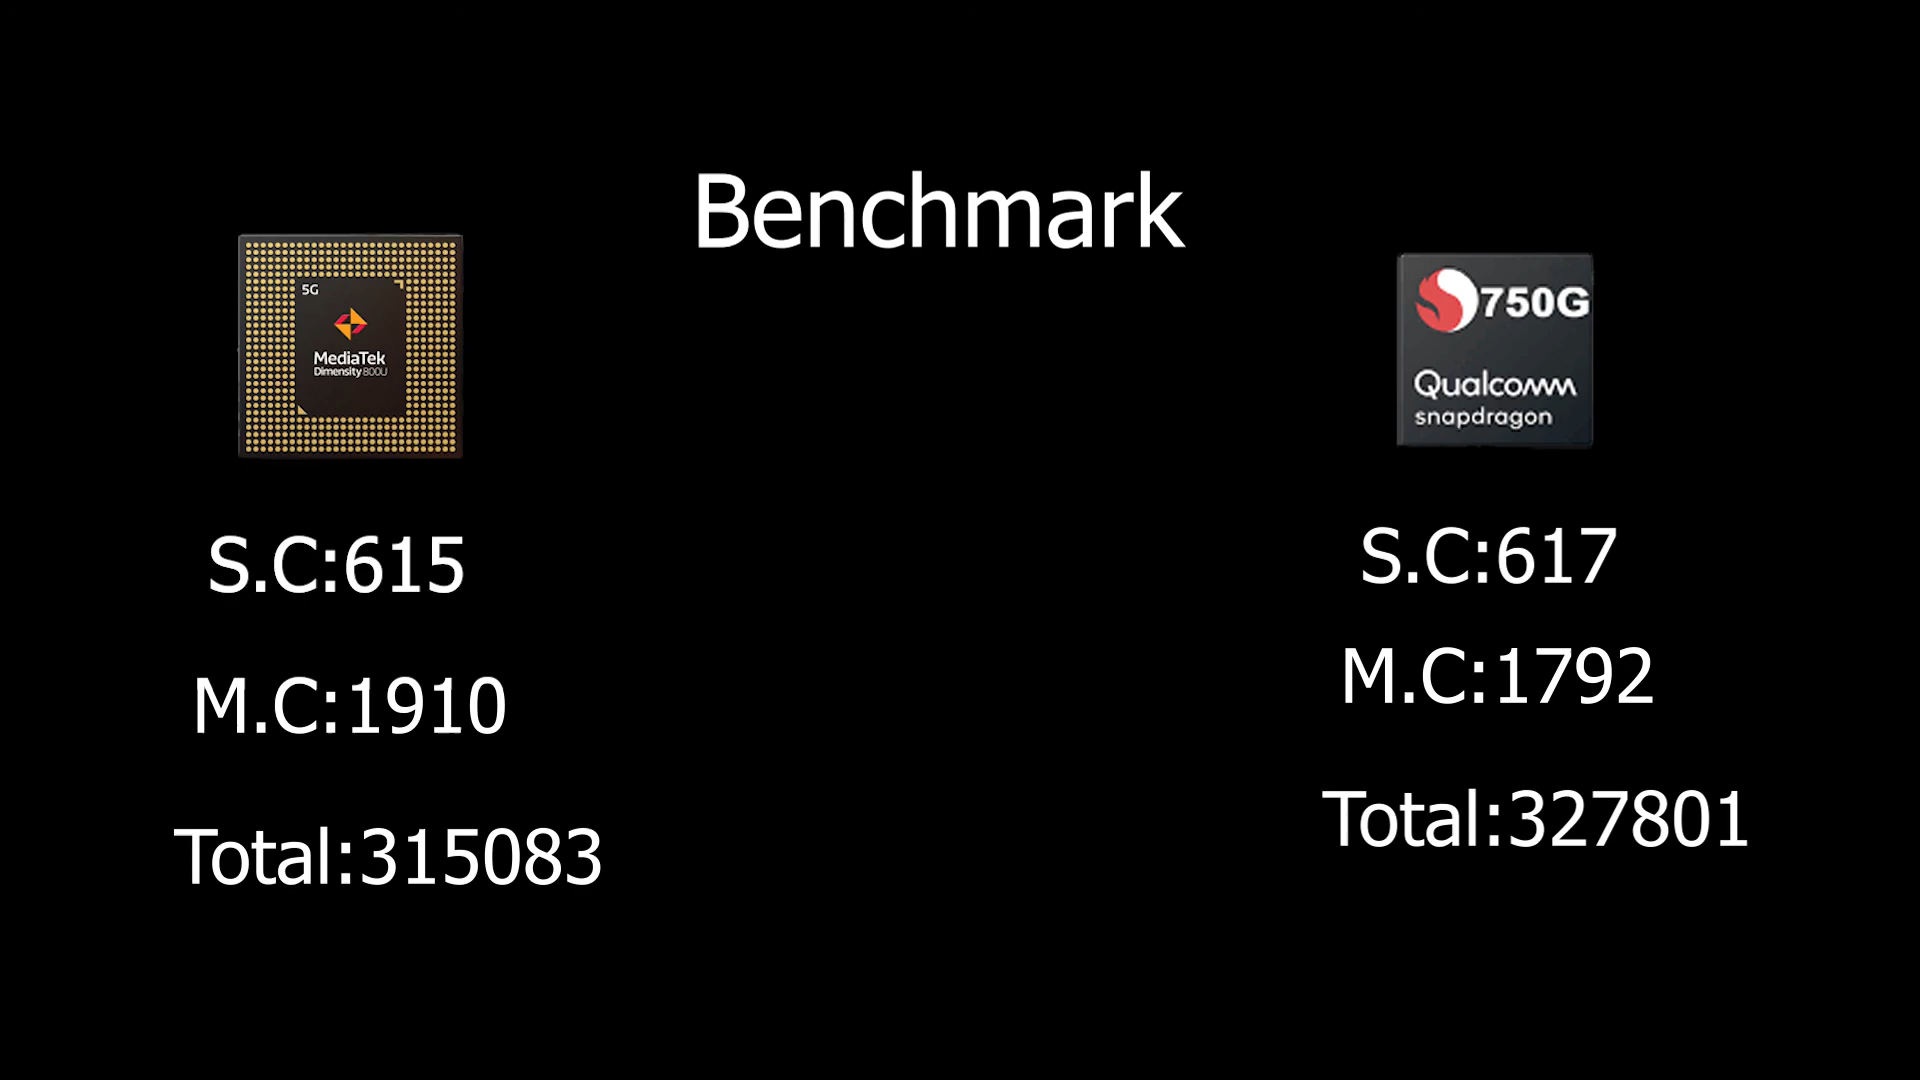 Benchmark
5G
MediaTek
Dimensity 800U
S.C:615
M.C:1910
Total:315083
750G
Qualcomm
snapdragon
S.C:617
M.C:1792
Total:327801